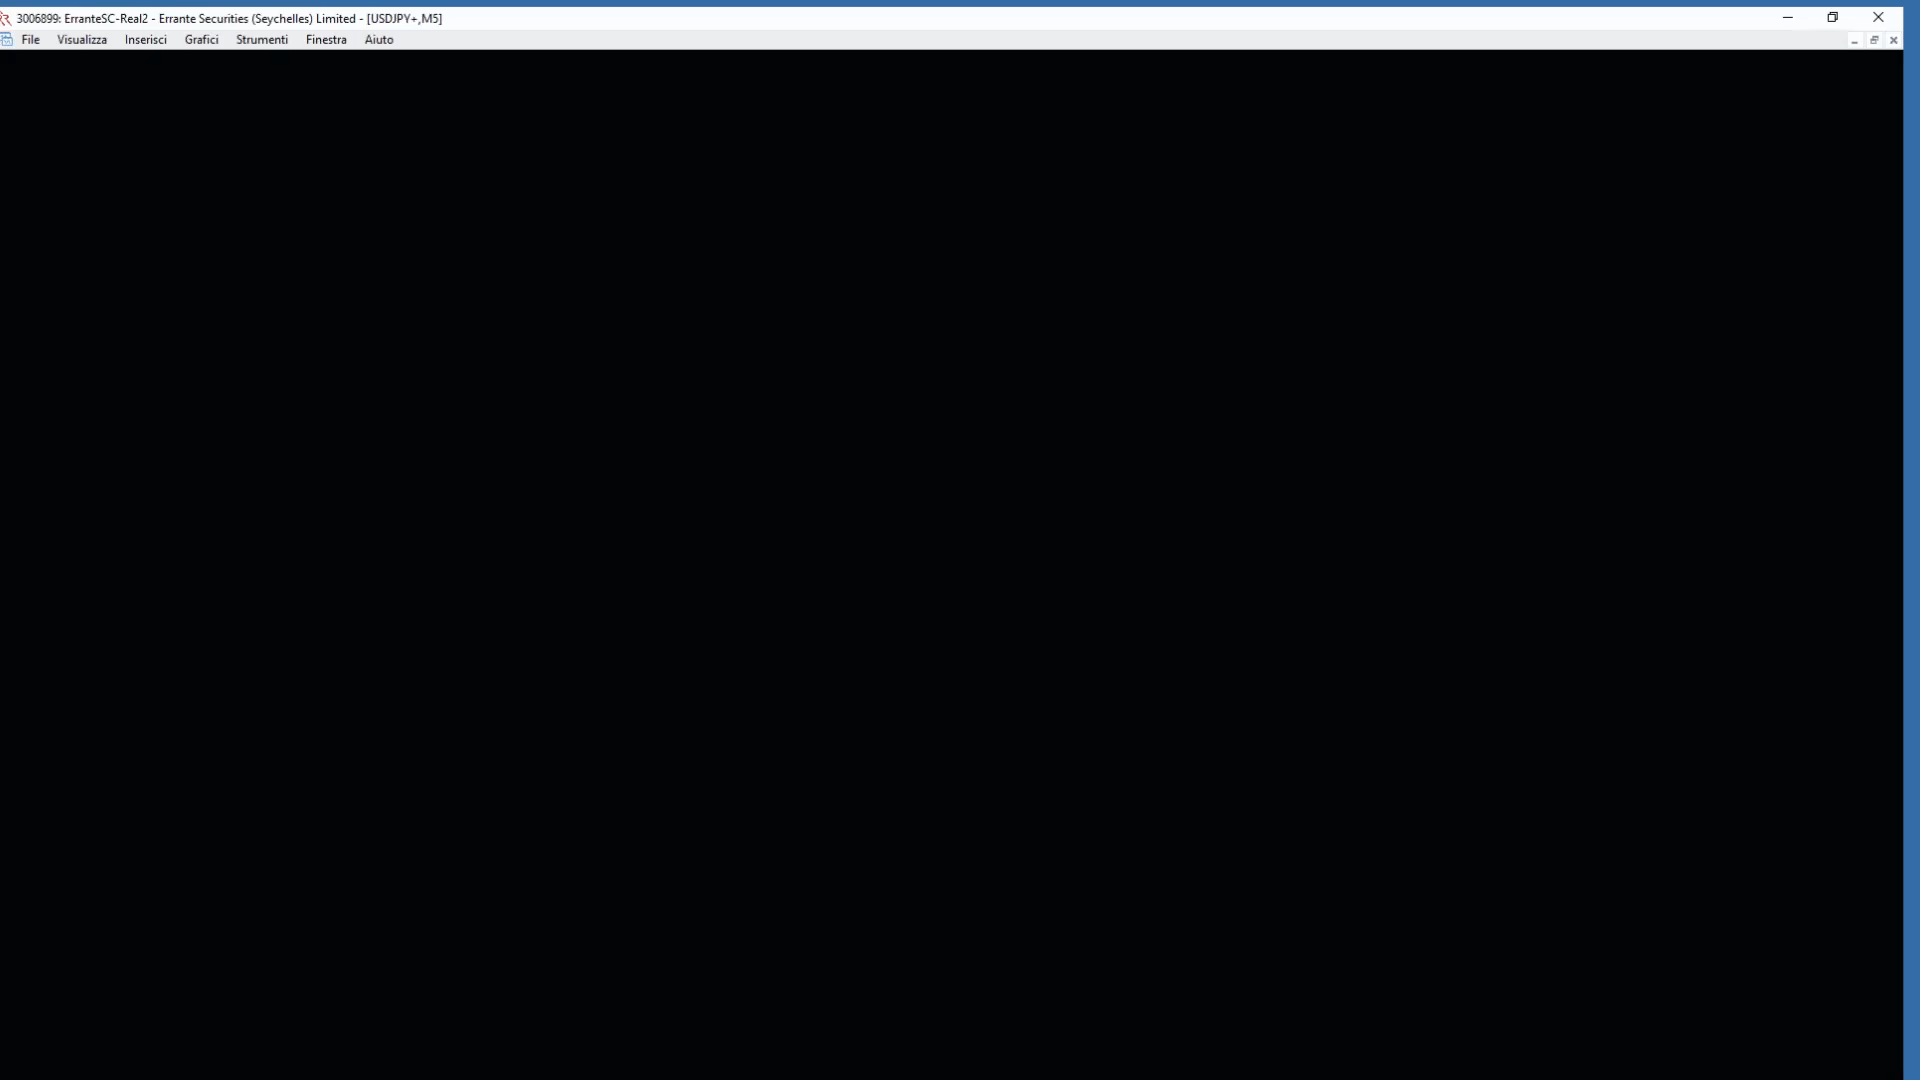 3006899: ErranteSC-Real2 - Errante Securities (Seychelles) Limited - [USDJPY+,M5]
File Visualizza Inserisci Grafici Strumenti Finestra Aiuto